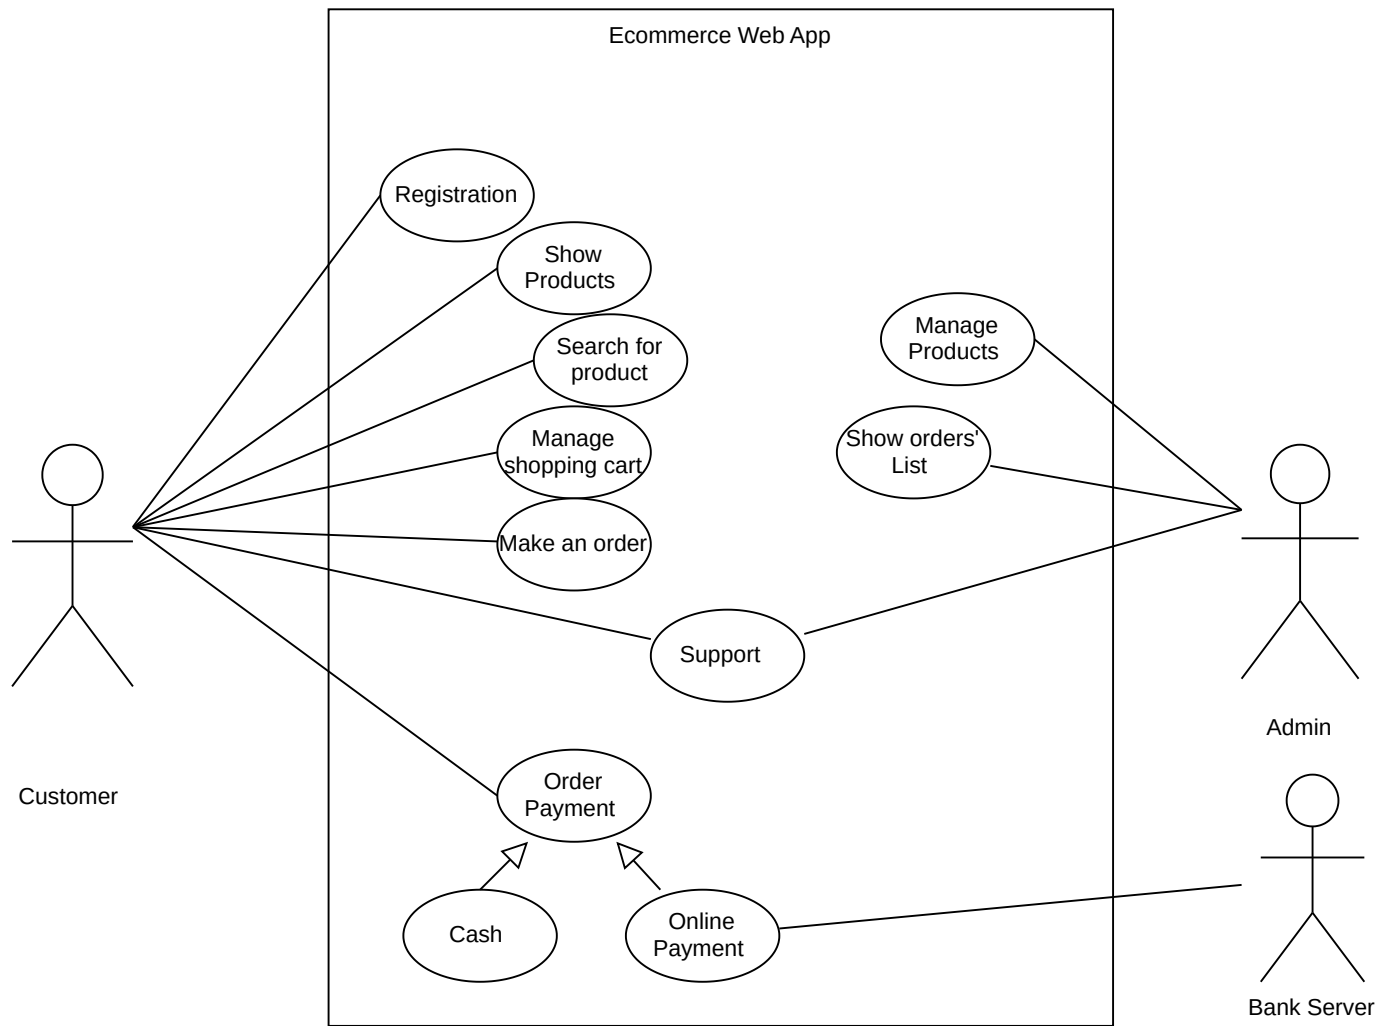 Ecommerce Web App
Registration
Show
Products
Search for
product
Manage
shopping cart
Make an order
Manage
Products
Show orders'
List
Support
Order
Payment
Cash
Online
Payment
Customer
Admin
Bank Server